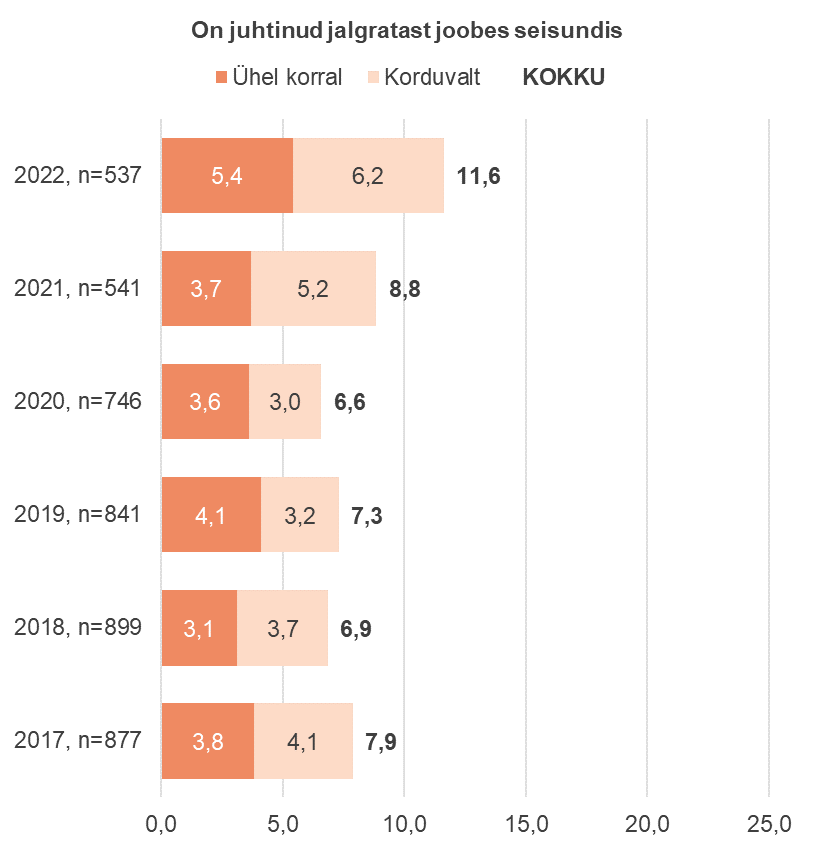 On juhtinud jalgratast joobes seisundis
Ühel korral Korduvalt KOKKU
2022, n=537 5,4 6,2 11,6
2021, n=541 3,7 5,2 8,8
2020, n=746 3,6 3,0 6,6
2019, n=841 4,1 3,2 7,3
2018, n=899 3,1 3,7 6,9
2017, n=877 3,8 4,1 7,9
0,0 5,0 10,0 15,0 20,0 25,0